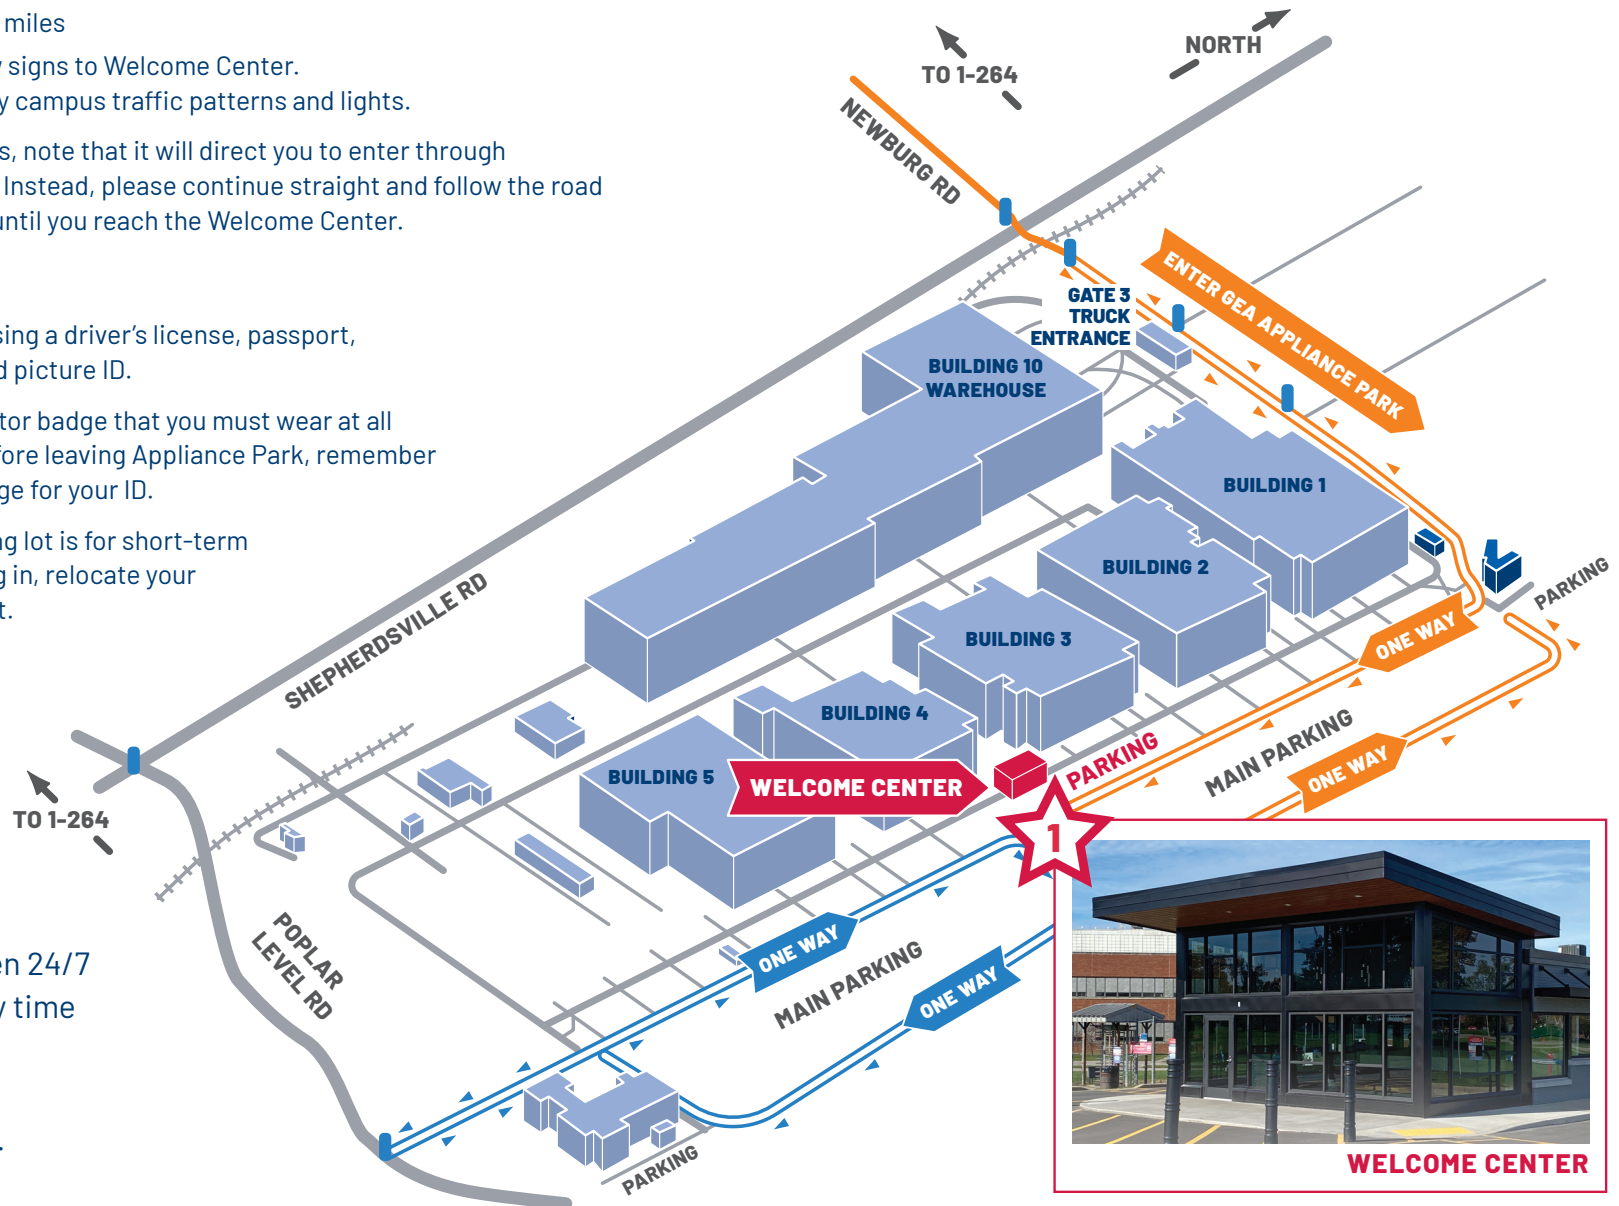 miles
signs to Welcome Center.
campus traffic patterns and lights.
note that it will direct you to enter through
Instead, please continue straight and follow the road
until you reach the Welcome Center.
a driver's license, passport,
picture ID.
badge that you must wear at all
leaving Appliance Park, remember
for your ID.
lot is for short-term
in, relocate your
24/7
time
NORTH
TO 1-264
NEWBURG RD
ENTER GEA APPLIANCE PARK
GATE 3
TRUCK
ENTRANCE
BUILDING 10
WAREHOUSE
BUILDING 1
BUILDING 2
BUILDING 3
BUILDING 4
BUILDING 5
SHEPHERDSVILLE RD
PARKING
ONE WAY
MAIN PARKING
ONE WAY
WELCOME CENTER
PARKING
1
TO 1-264
POPLAR
LEVEL RD
ONE WAY
MAIN PARKING
ONE WAY
PARKING
WELCOME CENTER